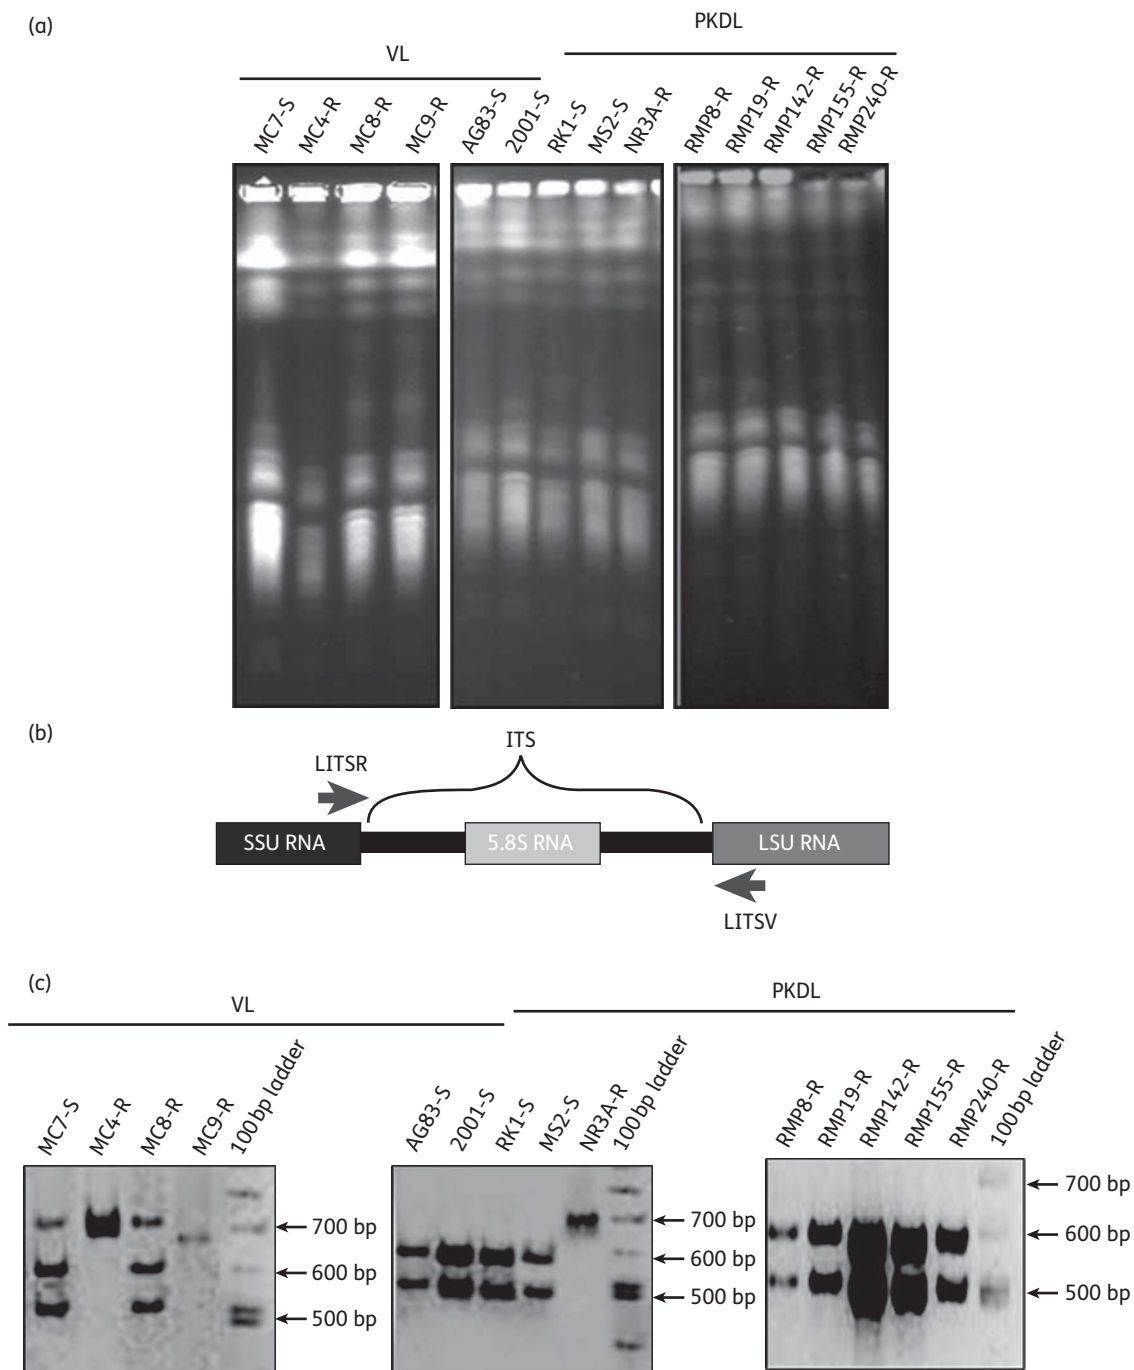 (a)
VL
PKDL
MC7-S
MC4-R
MC8-R
MC9-R
AG83-S
2001-S
RK1-S
MS2-S
NR3A-R
RMP8-R
RMP19-R
RMP142-R
RMP155-R
RMP240-R
(b)
ITS
LITSR
SSU RNA
5.8S RNA
LSU RNA
LITSV
(c)
VL
PKDL
MC7-S
MC4-R
MC8-R
MC9-R
100 bp ladder
700 bp
600 bp
500 bp
AG83-S
2001-S
RK1-S
MS2-S
NR3A-R
100 bp ladder
700 bp
600 bp
500 bp
RMP8-R
RMP19-R
RMP142-R
RMP155-R
RMP240-R
100 bp ladder
700 bp
600 bp
500 bp